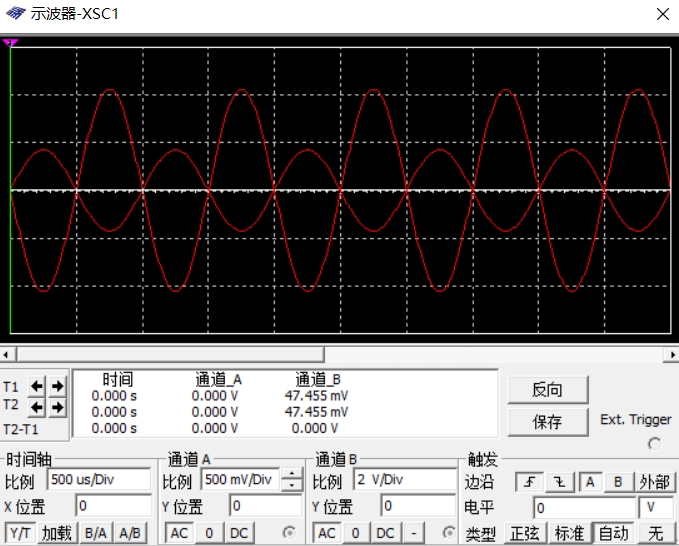 示波器-XSC1
时间 通道_A 通道_B
T1 0.000 s 0.000 V 47.455 mV
T2 0.000 s 0.000 V 47.455 mV
T2-T1 0.000 s 0.000 V 0.000 V
反向
保存
Ext. Trigger
时间轴 通道 A 通道 B 触发
比例 500 us/Div 比例 500 mV/Div 比例 2 V/Div 边沿 A B 外部
X 位置 0 Y 位置 0 Y 位置 0 电平 0 V
Y/T 加载 B/A A/B AC 0 DC AC 0 DC - 类型 正弦 标准 自动 无